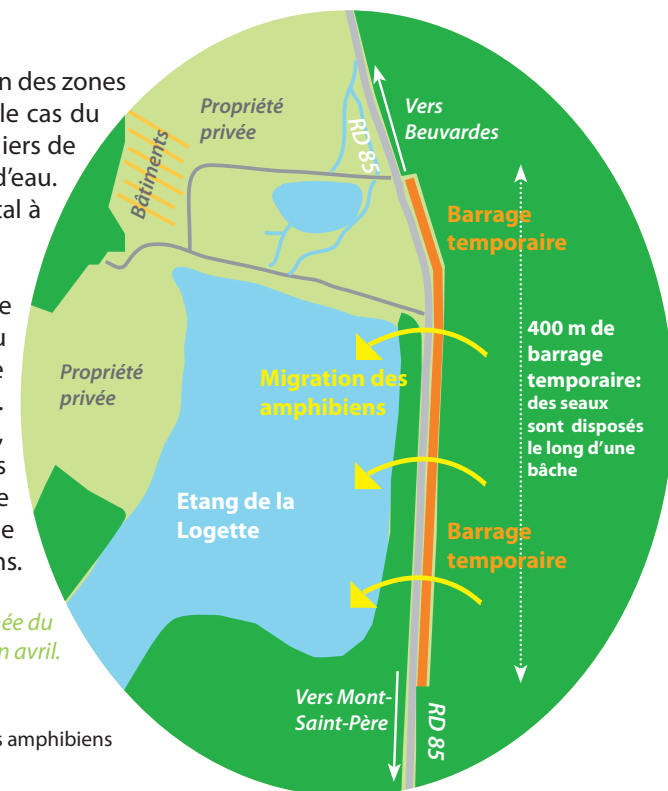 n des zones
le cas du
iers de
d'eau.
tal à
e
u
e
.
,
s
e
e
ns.
ée du
n avril.
s amphibiens
Propriété
privée
Vers
Beuvardes
RD 85
Bâtiments
Barrage
temporaire
Propriété
privée
Migration des
amphibiens
400 m de
barrage
temporaire:
des seaux
sont disposés
le long d'une
bâche
Etang de la
Logette
Barrage
temporaire
Vers Mont-
Saint-Père
RD 85